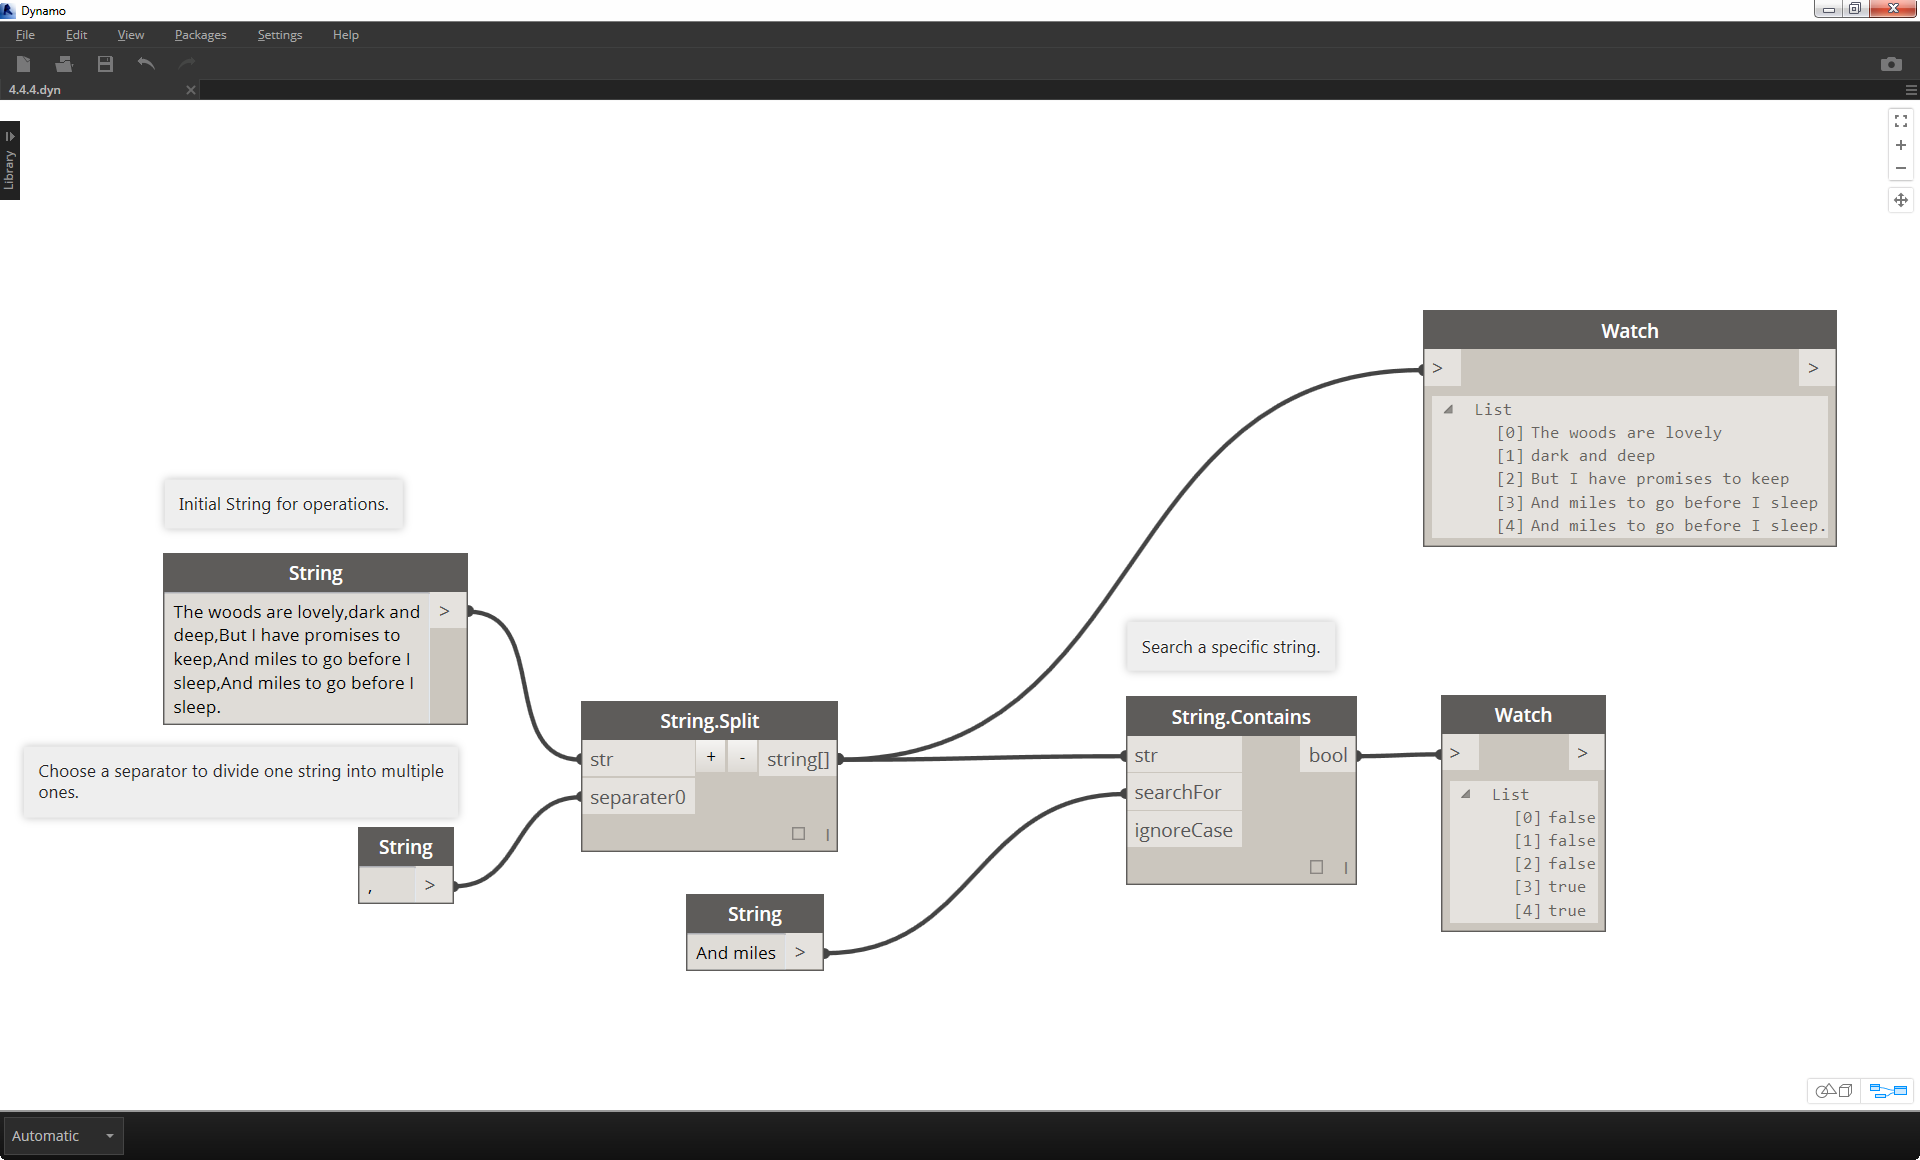 Dynamo
File Edit View Packages Settings Help
4.4.4.dyn
Library
Watch
> >
List
[0] The woods are lovely
[1] dark and deep
[2] But I have promises to keep
[3] And miles to go before I sleep
[4] And miles to go before I sleep.
Initial String for operations.
String
The woods are lovely,dark and >
deep,But I have promises to
keep,And miles to go before I
sleep,And miles to go before I
sleep.
Choose a separator to divide one string into multiple
ones.
String
, >
String.Split
str + - string[]
separater0
String
And miles >
Search a specific string.
String.Contains
str bool
searchFor
ignoreCase
Watch
> >
List
[0] false
[1] false
[2] false
[3] true
[4] true
Automatic